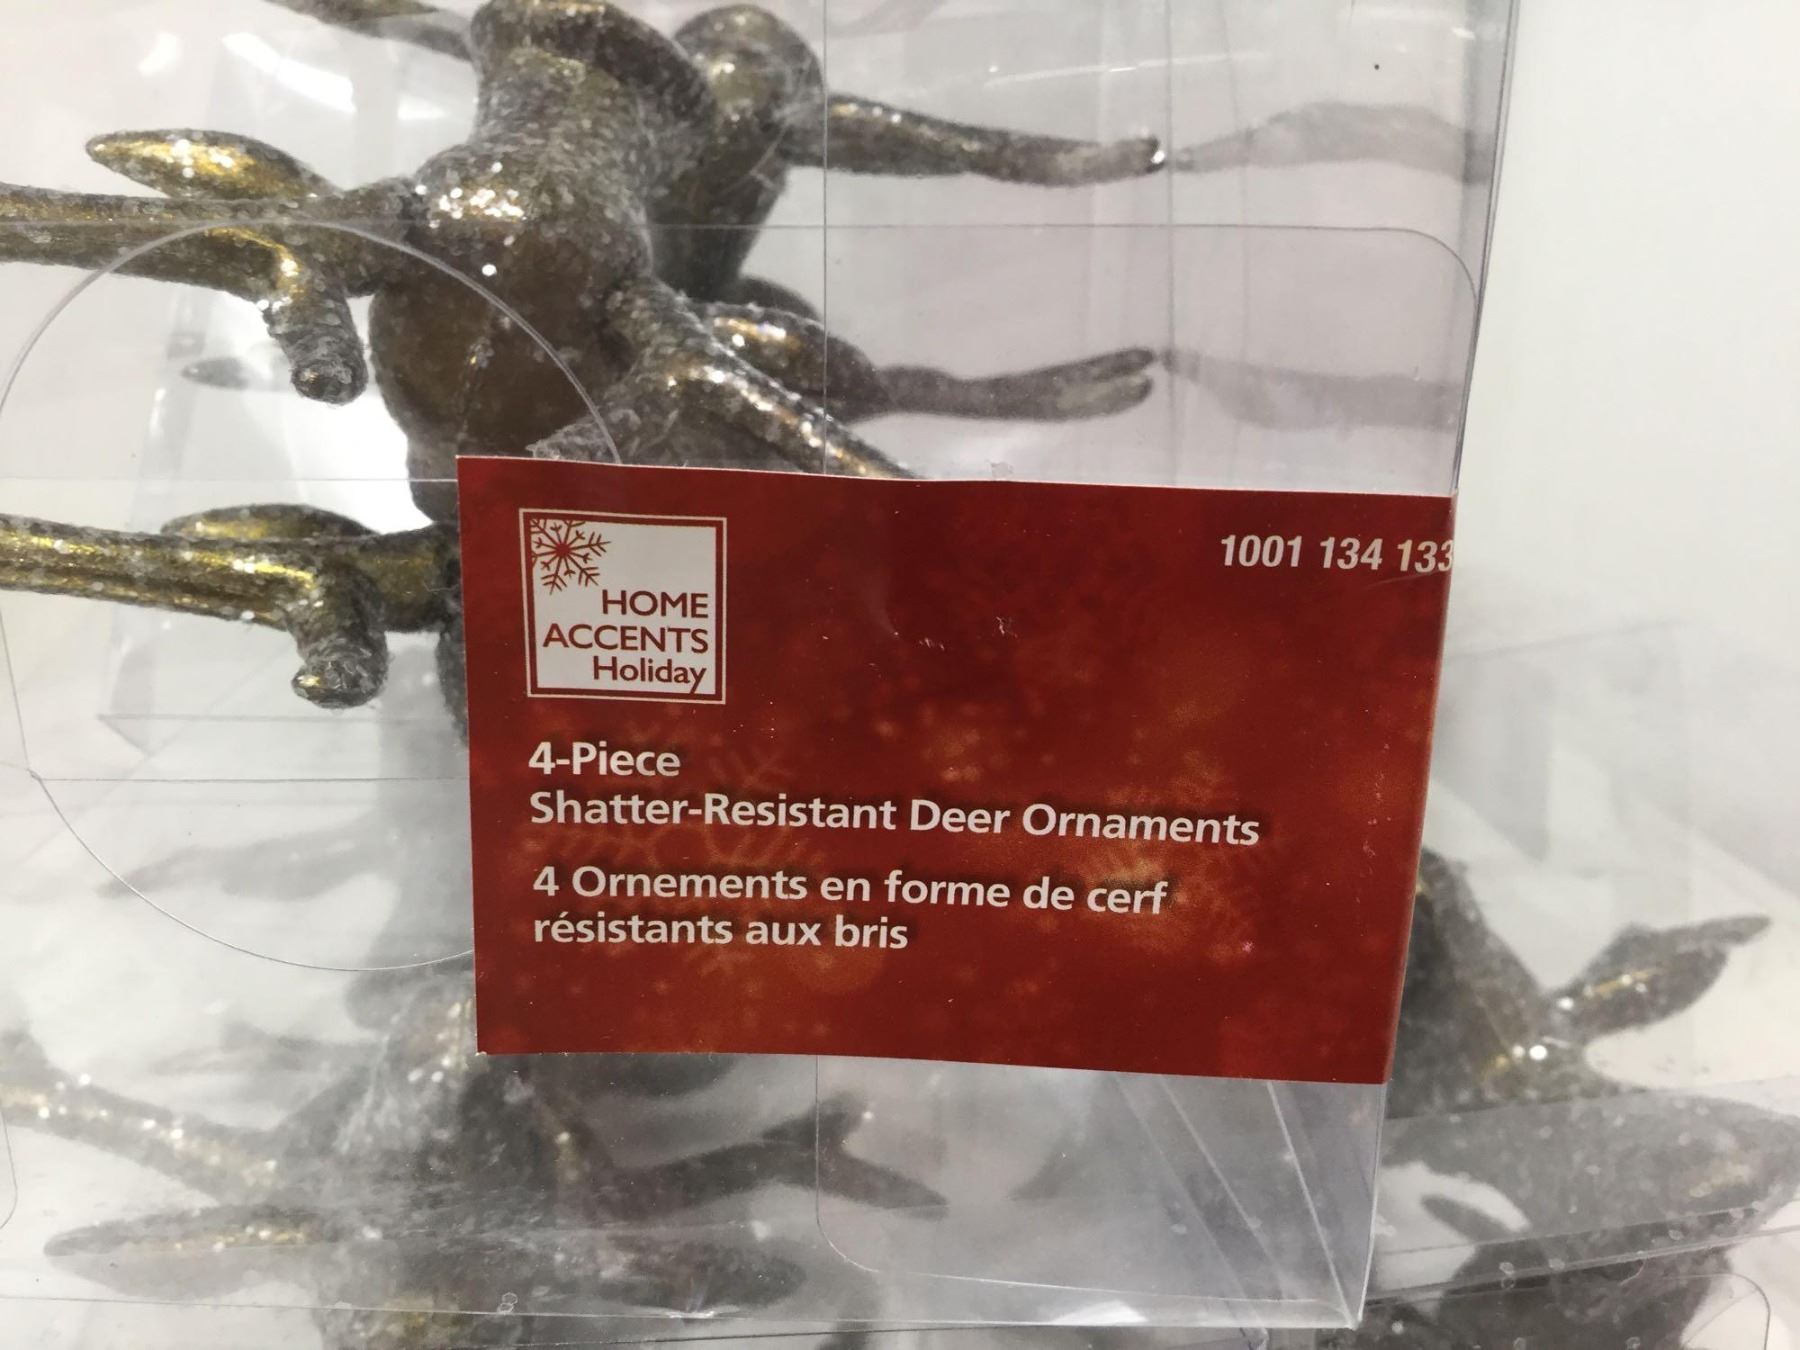 HOME
ACCENTS
Holiday
1001 134 133
4-Piece
Shatter-Resistant Deer Ornaments
4 Ornements en forme de cerf
résistants aux bris